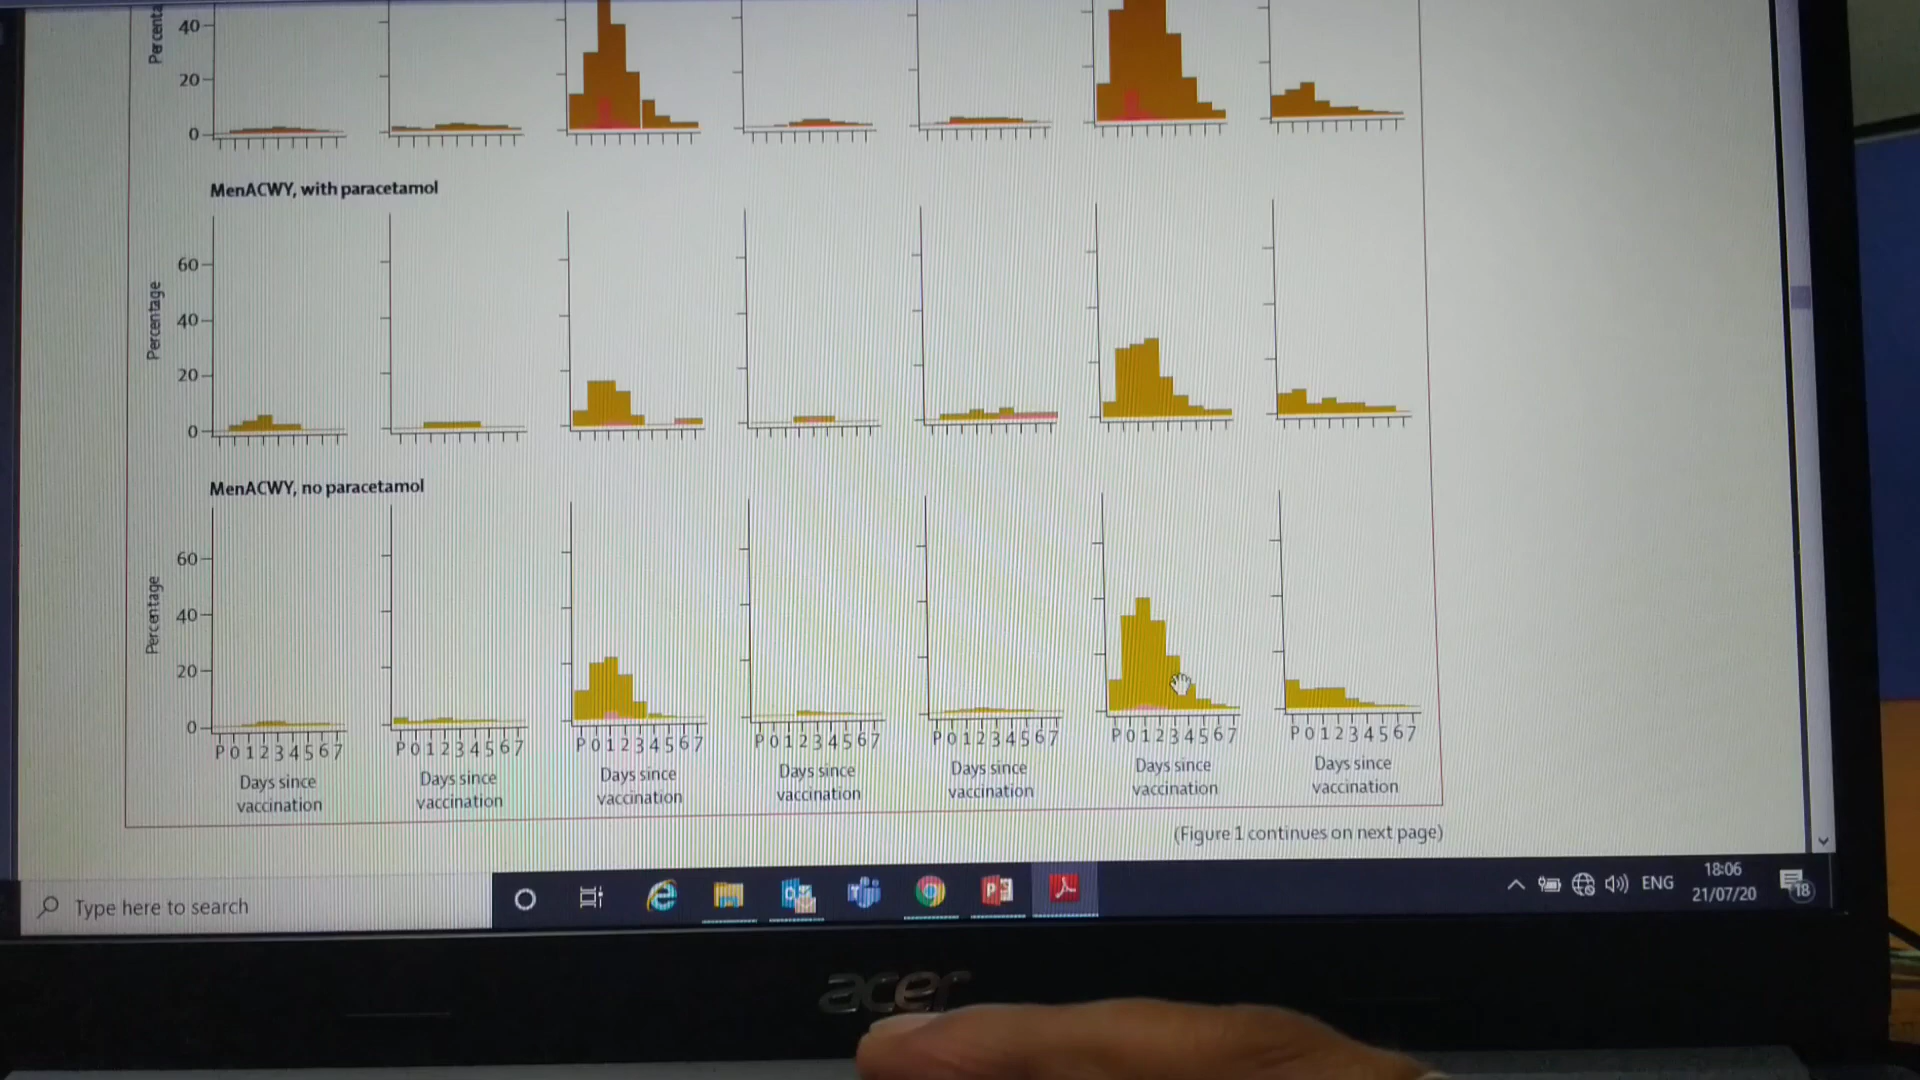 Percenta
40
20
0
MenACWY, with paracetamol
Percentage
60
40
20
0
MenACWY, no paracetamol
Percentage
60
40
20
0
P 0 1 2 3 4 5 6 7 P 0 1 2 3 4 5 6 7 P 0 1 2 3 4 5 6 7 P 0 1 2 3 4 5 6 7 P 0 1 2 3 4 5 6 7 P 0 1 2 3 4 5 6 7 P 0 1 2 3 4 5 6 7
Days since Days since Days since Days since Days since Days since Days since
vaccination vaccination vaccination vaccination vaccination vaccination vaccination
(Figure 1 continues on next page)
Type here to search
ENG
18:06
21/07/20
18
acer